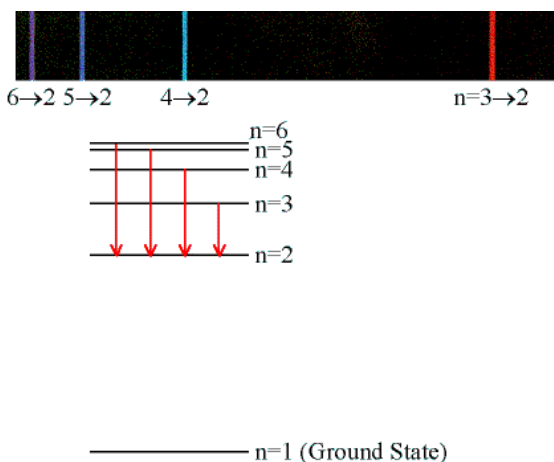 6→2 5→2 4→2 n=3→2
n=6
n=5
n=4
n=3
n=2
n=1 (Ground State)